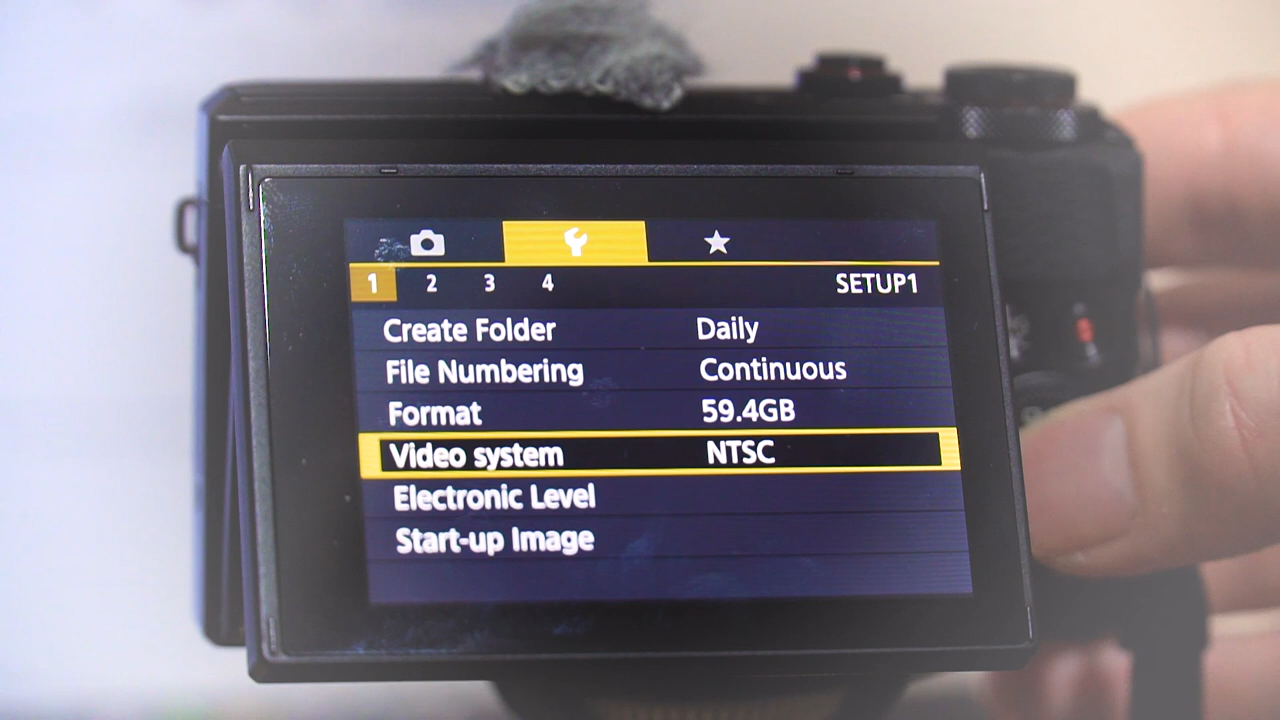 1 2 3 4 SETUP1
Create Folder Daily
File Numbering Continuous
Format 59.4GB
Video system NTSC
Electronic Level
Start-up Image